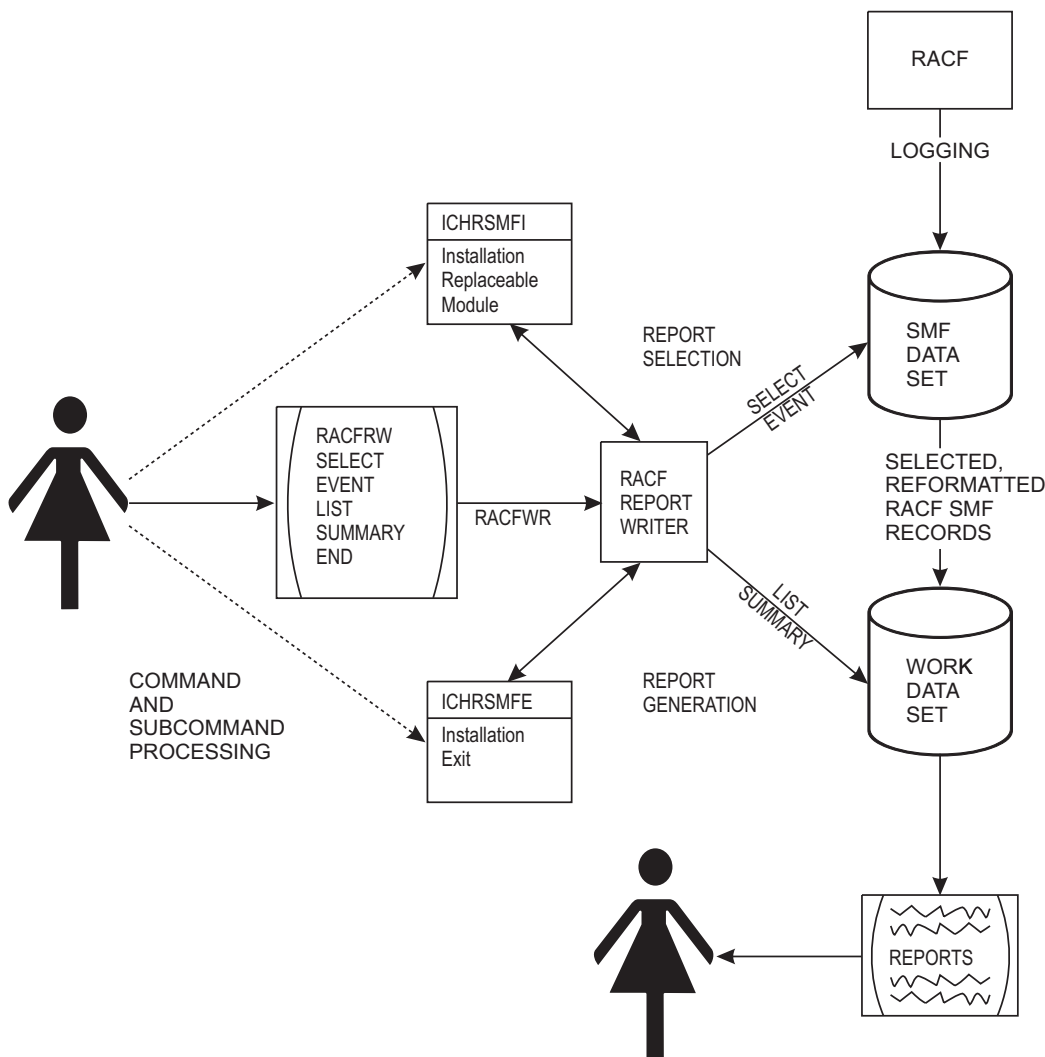 RACF
LOGGING
ICHRSMFI
Installation
Replaceable
Module
REPORT
SELECTION
SELECT
EVENT
SMF
DATA
SET
RACFRW
SELECT
EVENT
LIST
SUMMARY
END
RACFWR
RACF
REPORT
WRITER
SELECTED,
REFORMATTED
RACF SMF
RECORDS
LIST
SUMMARY
WORK
DATA
SET
COMMAND
AND
SUBCOMMAND
PROCESSING
ICHRSMFE
Installation
Exit
REPORT
GENERATION
REPORTS